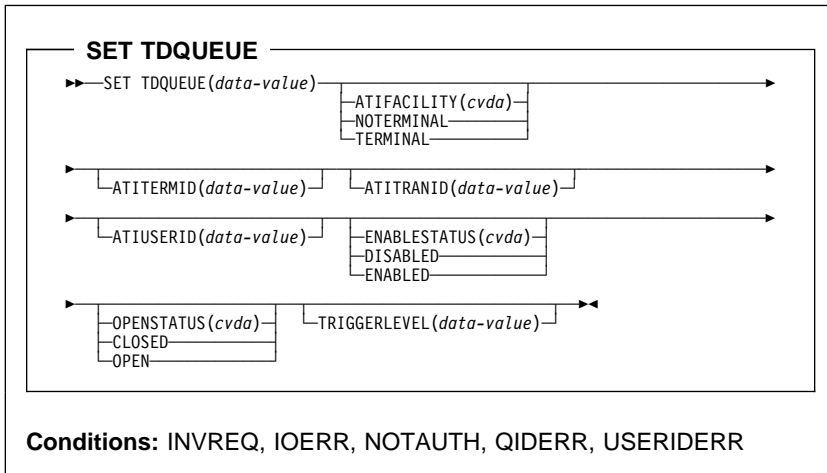 SET TDQUEUE
SET TDQUEUE(data-value)
ATIFACILITY(cvda)
NOTERMINAL
TERMINAL
ATITERMID(data-value) ATITRANID(data-value)
ATIUSERID(data-value) ENABLESTATUS(cvda)
DISABLED
ENABLED
OPENSTATUS(cvda) TRIGGERLEVEL(data-value)
CLOSED
OPEN
Conditions: INVREQ, IOERR, NOTAUTH, QIDERR, USERIDERR